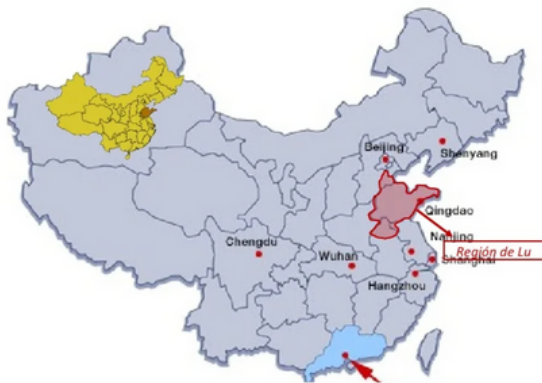 Beijing
Shenyang
Qingdao
Nanjing
Región de Lu
Chengdu
Wuhan
Shanghai
Hangzhou